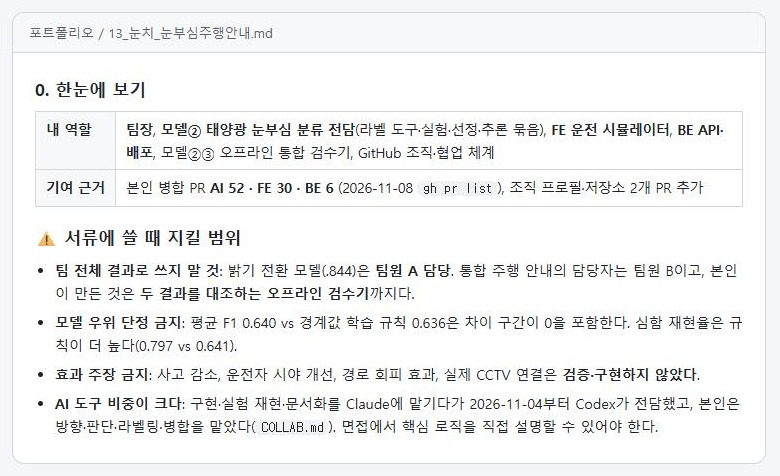 포트폴리오 / 13_눈치_눈부심주행안내.md
0. 한눈에 보기
내 역할
팀장, 모델② 태양광 눈부심 분류 전담(라벨 도구·실험·선정·추론 묶음), FE 운전 시뮬레이터, BE API·
배포, 모델②③ 오프라인 통합 검수기, GitHub 조직·협업 체계
기여 근거
본인 병합 PR AI 52 · FE 30 · BE 6 (2026-11-08 gh pr list), 조직 프로필·저장소 2개 PR 추가
⚠️ 서류에 쓸 때 지킬 범위
• 팀 전체 결과로 쓰지 말 것: 밝기 전환 모델(.844)은 팀원 A 담당. 통합 주행 안내의 담당자는 팀원 B이고, 본인
이 만든 것은 두 결과를 대조하는 오프라인 검수기까지다.
• 모델 우위 단정 금지: 평균 F1 0.640 vs 경계값 학습 규칙 0.636은 차이 구간이 0을 포함한다. 심함 재현율은 규
칙이 더 높다(0.797 vs 0.641).
• 효과 주장 금지: 사고 감소, 운전자 시야 개선, 경로 회피 효과, 실제 CCTV 연결은 검증·구현하지 않았다.
• AI 도구 비중이 크다: 구현·실험 재현·문서화를 Claude에 맡기다가 2026-11-04부터 Codex가 전담했고, 본인은
방향·판단·라벨링·병합을 맡았다( COLLAB.md ). 면접에서 핵심 로직을 직접 설명할 수 있어야 한다.